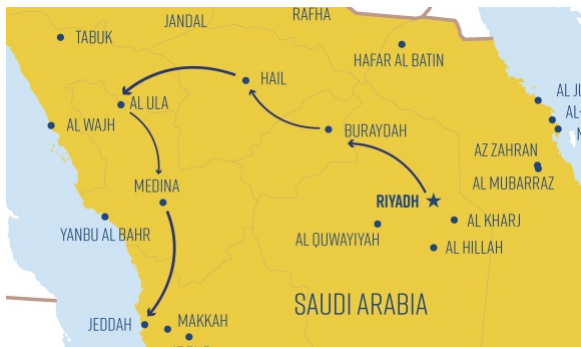 RAFHA
JANDAL
TABUK
HAFAR AL BATIN
HAIL
AL ULA
AL WAJH
BURAYDAH
AZ ZAHRAN
AL MUBARRAZ
MEDINA
RIYADH
AL KHARJ
YANBU AL BAHR
AL QUWAYIYAH
AL HILLAH
SAUDI ARABIA
JEDDAH
MAKKAH